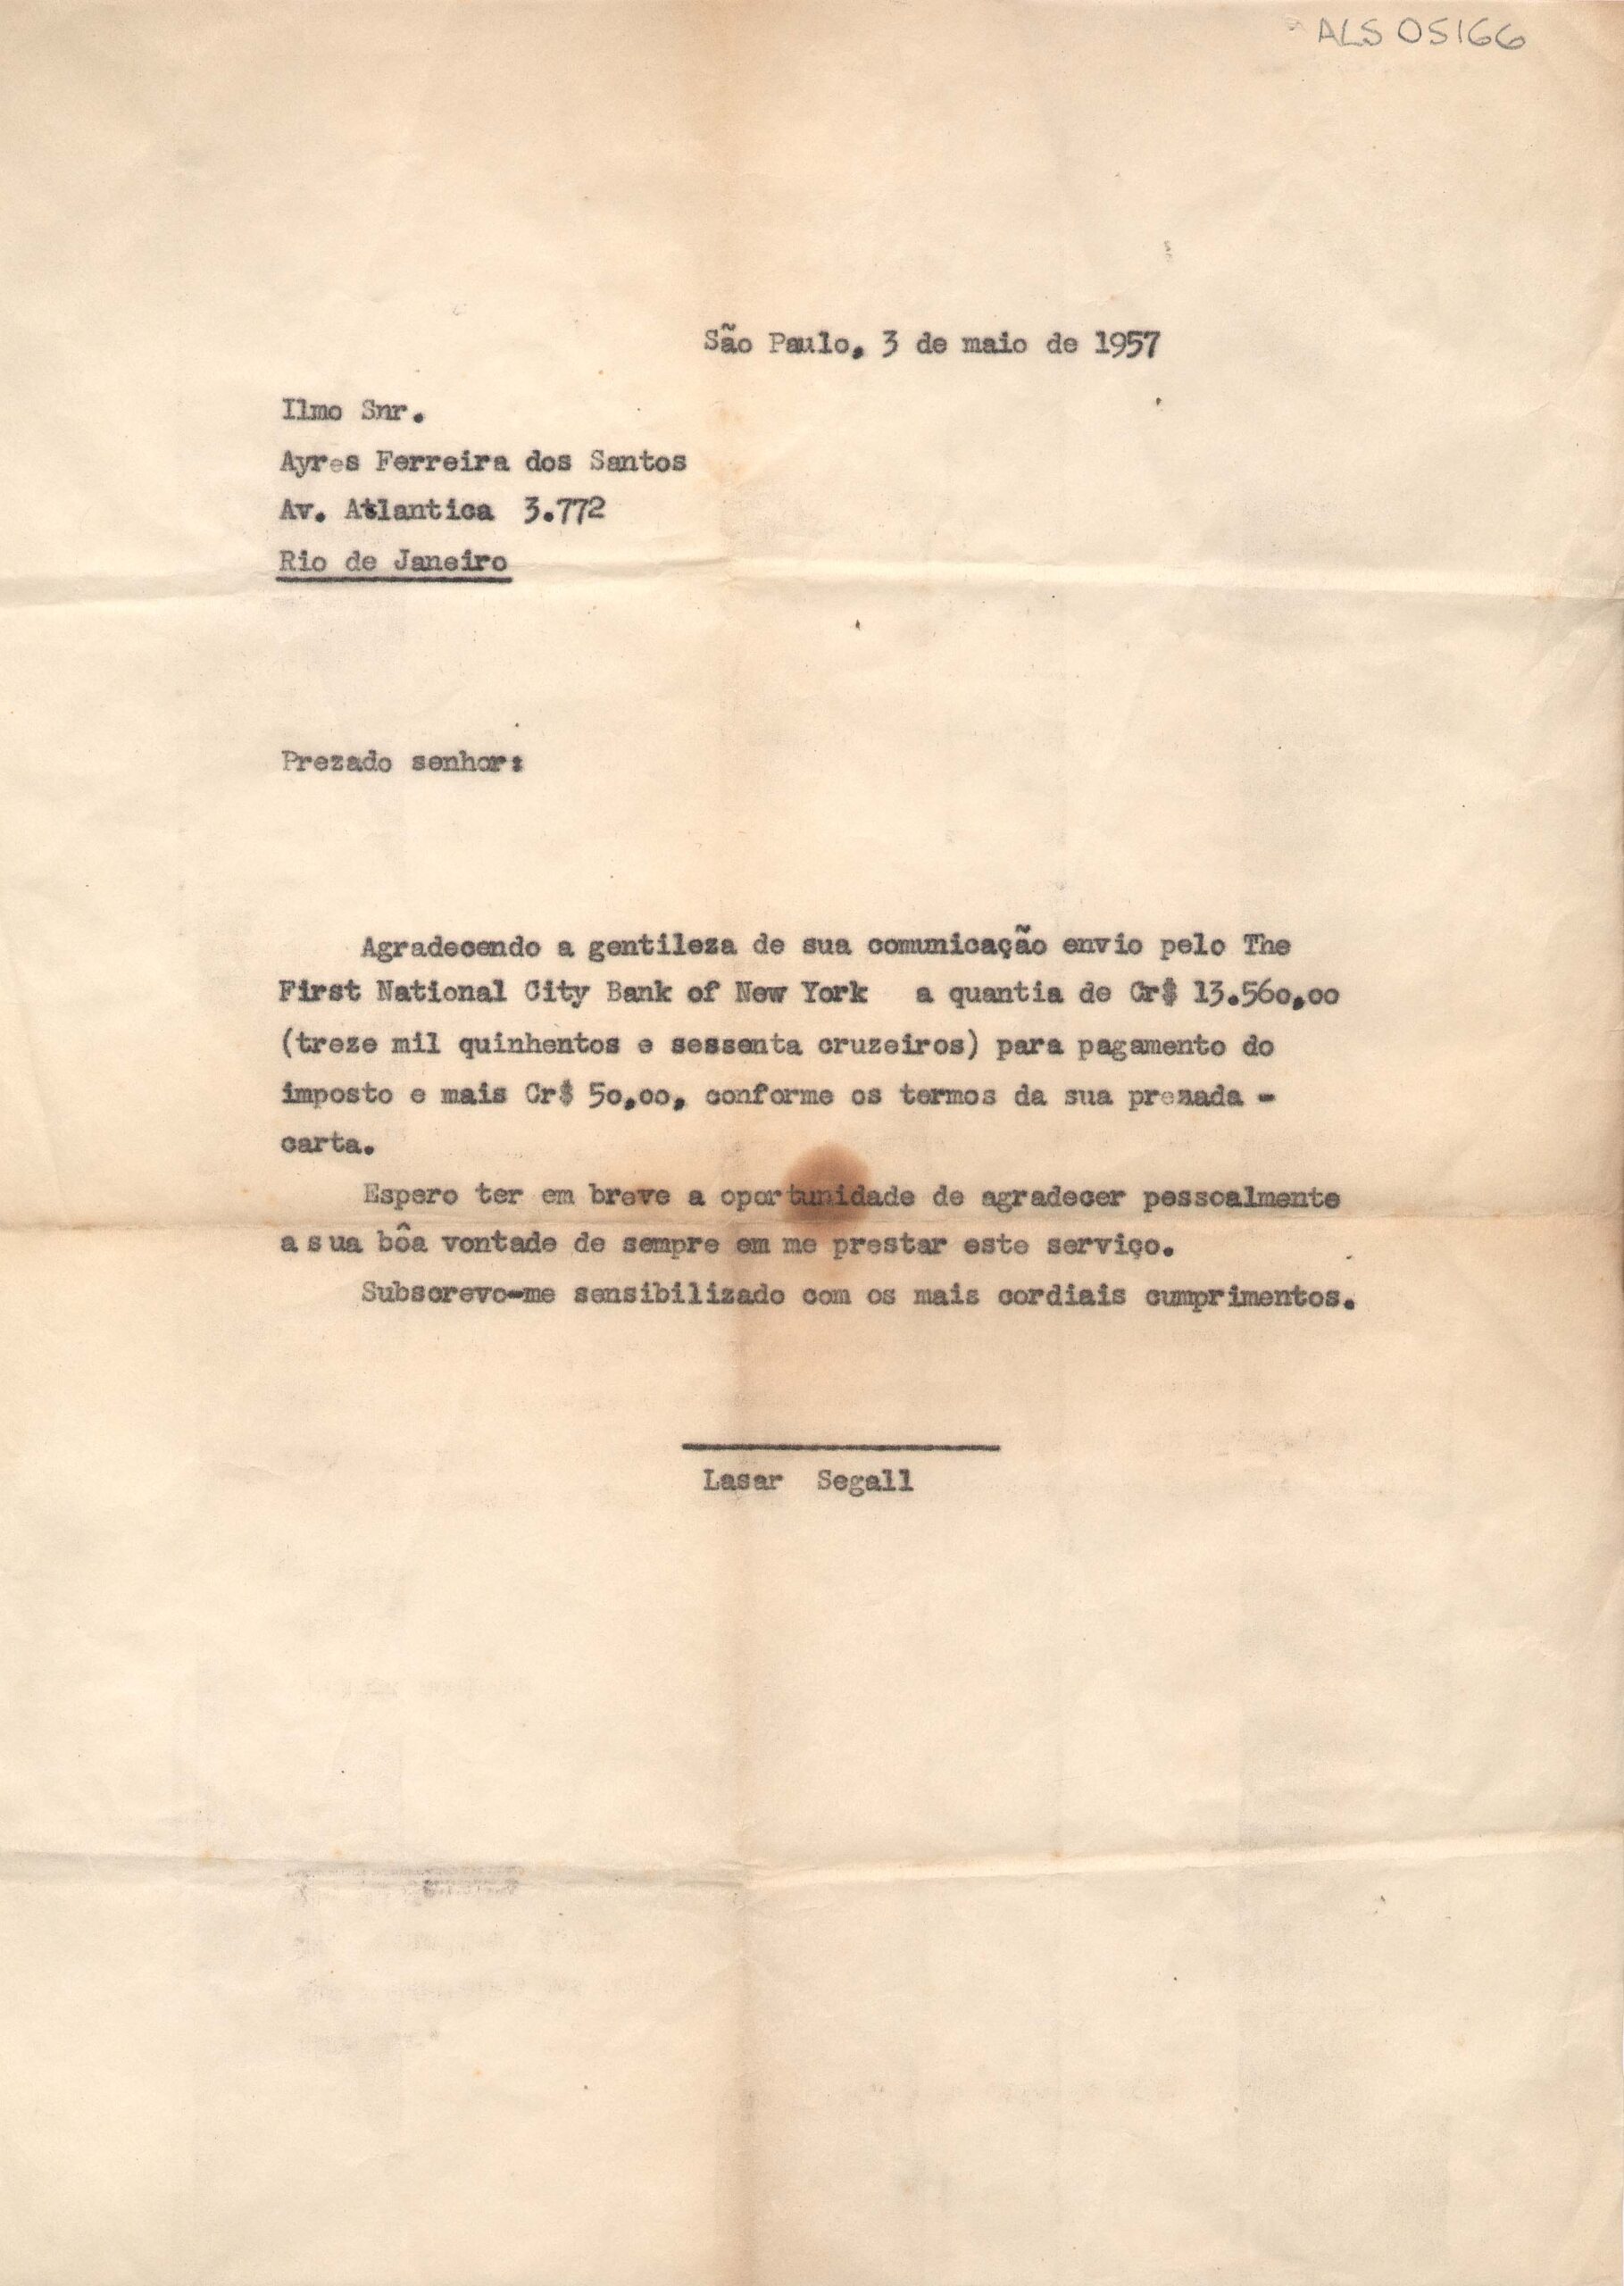 ALS 05166
São Paulo, 3 de maio de 1957
Ilmo Snr.
Ayres Ferreira dos Santos
Av. Atlantica 3.772
Rio de Janeiro
Prezado senhor:
Agradecendo a gentileza de sua comunicação envio pelo The
First National City Bank of New York a quantia de Cr$ 13.560,00
(treze mil quinhentos e sessenta cruzeiros) para pagamento do
imposto e mais Cr$ 50,00, conforme os termos da sua prezada -
carta.
Espero ter em breve a oportunidade de agradecer pessoalmente
a sua bôa vontade de sempre em me prestar este serviço.
Subscrevo-me sensibilizado com os mais cordiais cumprimentos.
Lasar Segall